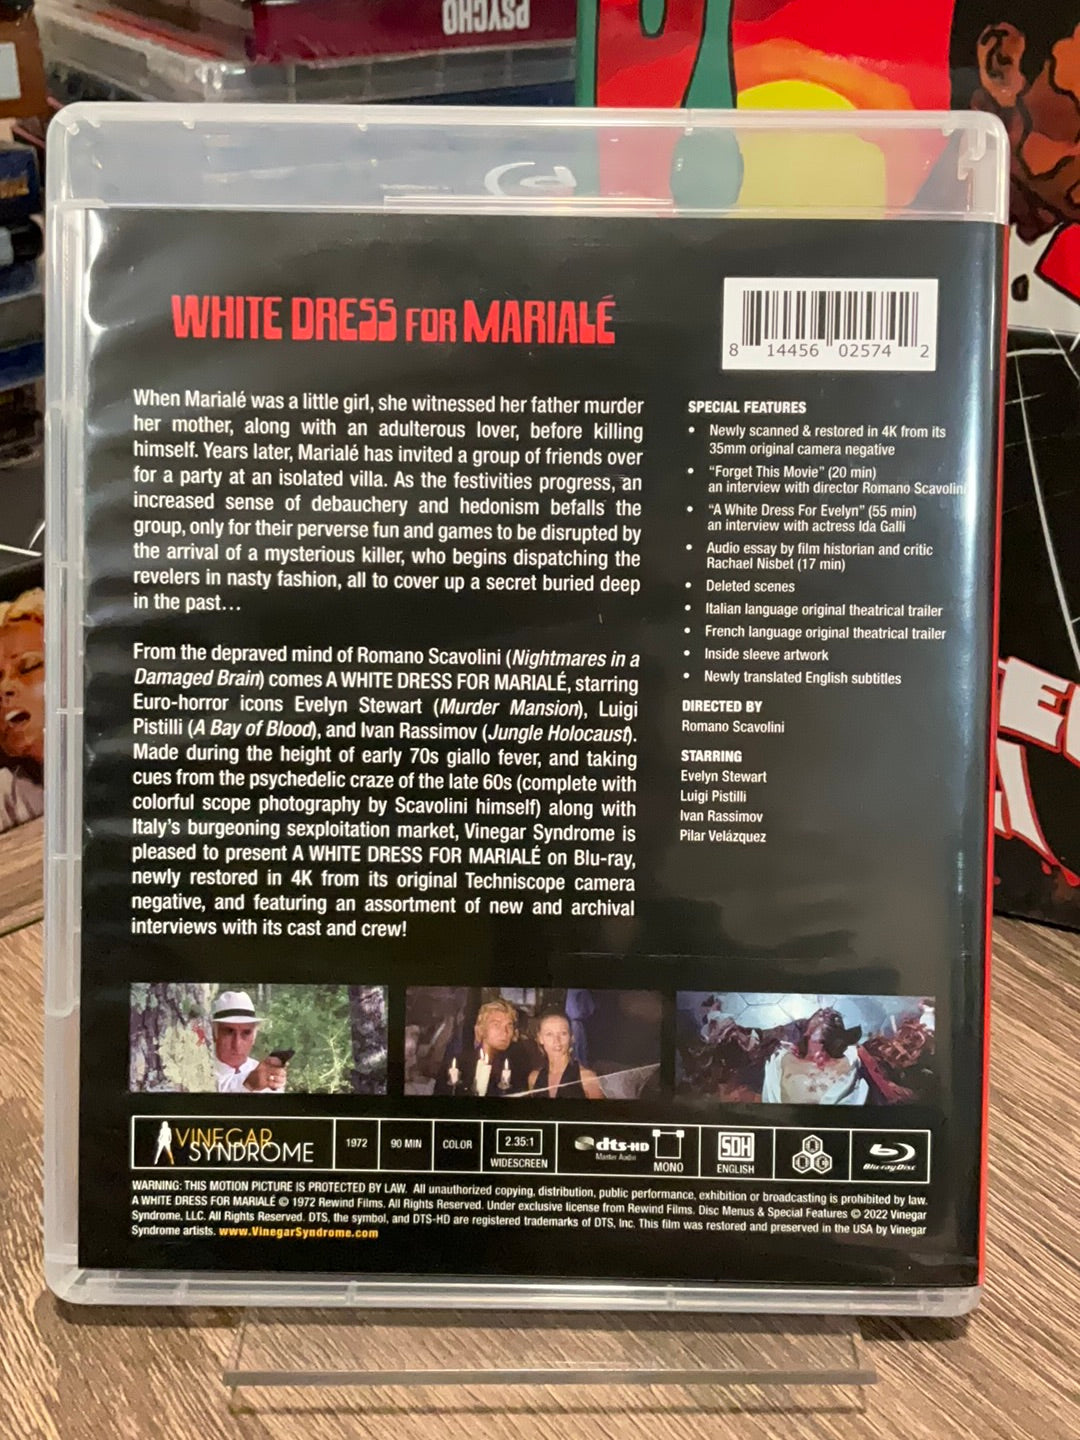 PSYCHO
WHITE DRESS FOR MARIALÉ
8 14456 02574 2
When Marialé was a little girl, she witnessed her father murder
her mother, along with an adulterous lover, before killing
himself. Years later, Marialé has invited a group of friends over
for a party at an isolated villa. As the festivities progress, an
increased sense of debauchery and hedonism befalls the
group, only for their perverse fun and games to be disrupted by
the arrival of a mysterious killer, who begins dispatching the
revelers in nasty fashion, all to cover up a secret buried deep
in the past…
From the depraved mind of Romano Scavolini (Nightmares in a
Damaged Brain) comes A WHITE DRESS FOR MARIALÉ, starring
Euro-horror icons Evelyn Stewart (Murder Mansion), Luigi
Pistilli (A Bay of Blood), and Ivan Rassimov (Jungle Holocaust).
Made during the height of early 70s giallo fever, and taking
cues from the psychedelic craze of the late 60s (complete with
colorful scope photography by Scavolini himself) along with
Italy's burgeoning sexploitation market, Vinegar Syndrome is
pleased to present A WHITE DRESS FOR MARIALÉ on Blu-ray,
newly restored in 4K from its original Techniscope camera
negative, and featuring an assortment of new and archival
interviews with its cast and crew!
SPECIAL FEATURES
• Newly scanned & restored in 4K from its
35mm original camera negative
• "Forget This Movie" (20 min)
an interview with director Romano Scavolini
• "A White Dress For Evelyn" (55 min)
an interview with actress Ida Galli
• Audio essay by film historian and critic
Rachael Nisbet (17 min)
• Deleted scenes
• Italian language original theatrical trailer
• French language original theatrical trailer
• Inside sleeve artwork
• Newly translated English subtitles
DIRECTED BY
Romano Scavolini
STARRING
Evelyn Stewart
Luigi Pistilli
Ivan Rassimov
Pilar Velázquez
VINEGAR
SYNDROME
1972
90 MIN
COLOR
2.35:1
WIDESCREEN
dts-HD
Master Audio
MONO
SDH
ENGLISH
Blu-ray Disc
WARNING: THIS MOTION PICTURE IS PROTECTED BY LAW. All unauthorized copying, distribution, public performance, exhibition or broadcasting is prohibited by law.
A WHITE DRESS FOR MARIALÉ © 1972 Rewind Films. All Rights Reserved. Under exclusive license from Rewind Films. Disc Menus & Special Features © 2022 Vinegar
Syndrome, LLC. All Rights Reserved. DTS, the symbol, and DTS-HD are registered trademarks of DTS, Inc. This film was restored and preserved in the USA by Vinegar
Syndrome artists. www.VinegarSyndrome.com